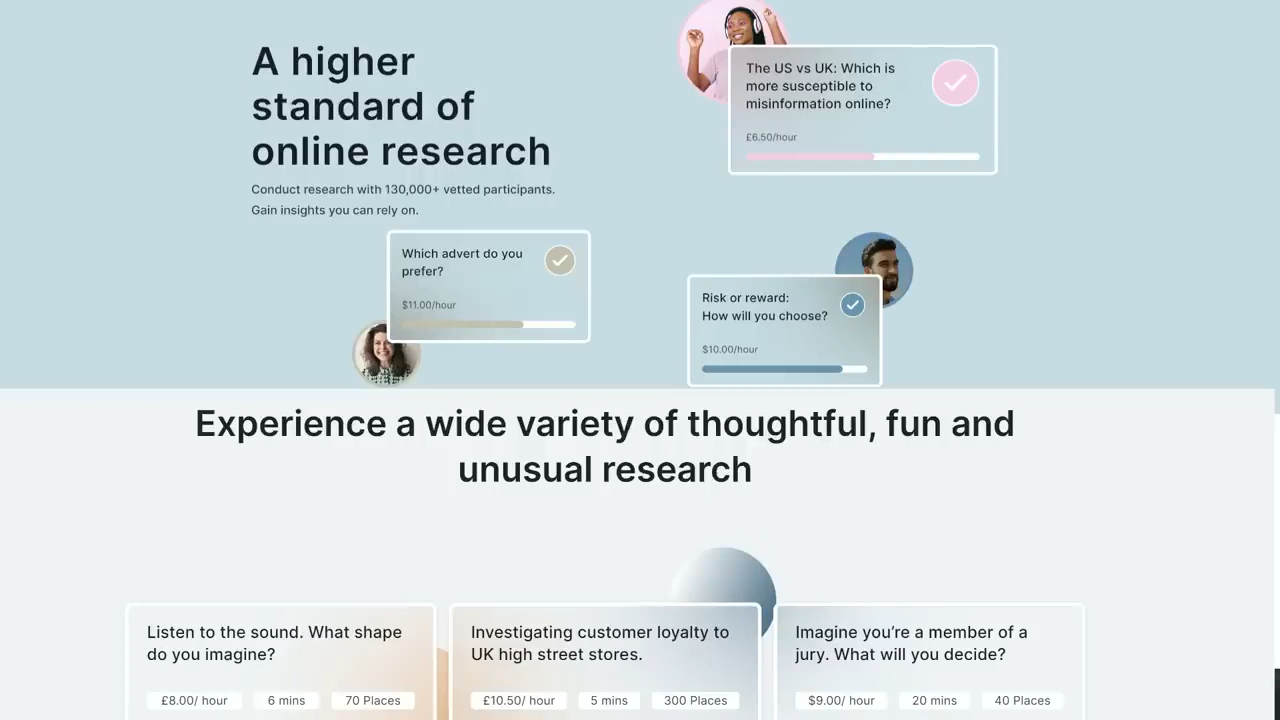 A higher
standard of
online research
Conduct research with 130,000+ vetted participants.
Gain insights you can rely on.
The US vs UK: Which is
more susceptible to
misinformation online?
£6.50/hour
Which advert do you
prefer?
$11.00/hour
Risk or reward:
How will you choose?
$10.00/hour
Experience a wide variety of thoughtful, fun and
unusual research
Listen to the sound. What shape
do you imagine?
£8.00/ hour 6 mins 70 Places
Investigating customer loyalty to
UK high street stores.
£10.50/ hour 5 mins 300 Places
Imagine you’re a member of a
jury. What will you decide?
$9.00/ hour 20 mins 40 Places